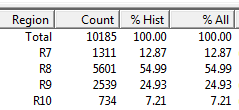 Region Count % Hist % All
Total 10185 100.00 100.00
R7 1311 12.87 12.87
R8 5601 54.99 54.99
R9 2539 24.93 24.93
R10 734 7.21 7.21